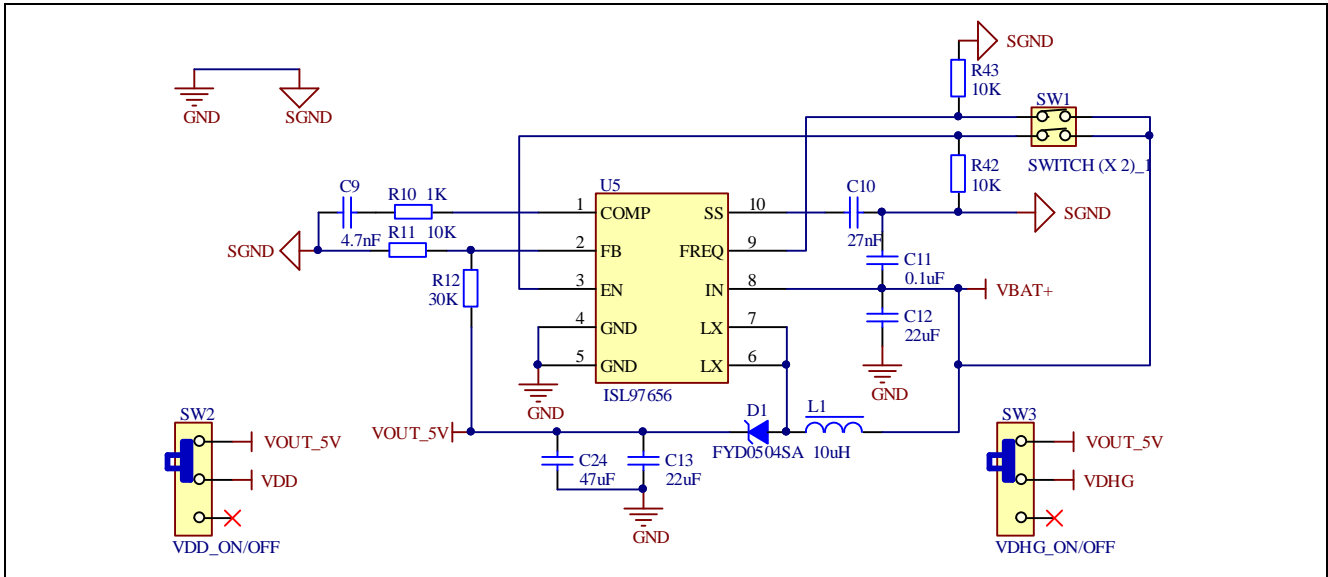 SGND
R43
10K
GND
SGND
SW1
SWITCH (X 2)_1
R42
10K
U5
C9
R10 1K
4.7nF
R11 10K
SGND
R12
30K
1 COMP
2 FB
3 EN
4 GND
5 GND
SS 10
FREQ 9
IN 8
LX 7
LX 6
ISL97656
C10
27nF
SGND
C11
0.1uF
VBAT+
C12
22uF
GND
GND
D1
FYD0504SA
L1
10uH
VOUT_5V
C24
47uF
C13
22uF
GND
SW2
VOUT_5V
VDD
VDD_ON/OFF
SW3
VOUT_5V
VDHG
VDHG_ON/OFF